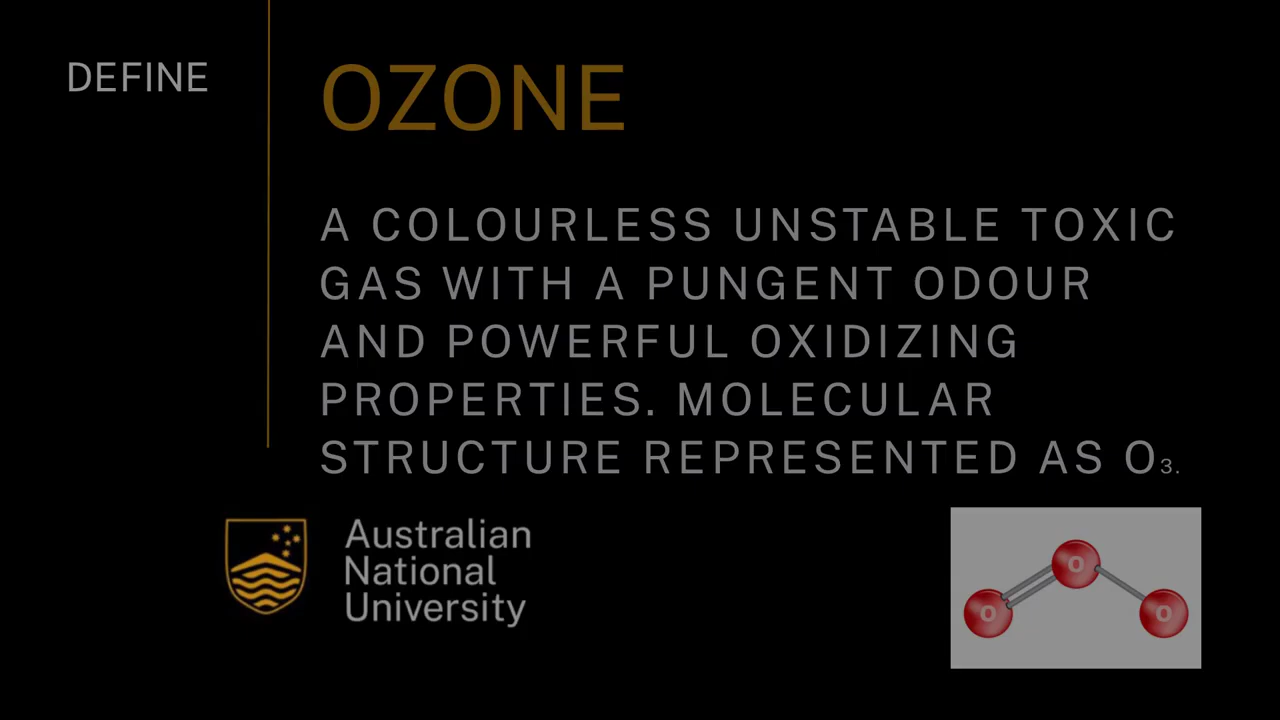 DEFINE
OZONE
A COLOURLESS UNSTABLE TOXIC
GAS WITH A PUNGENT ODOUR
AND POWERFUL OXIDIZING
PROPERTIES. MOLECULAR
STRUCTURE REPRESENTED AS O₃.
Australian
National
University
O
O
O